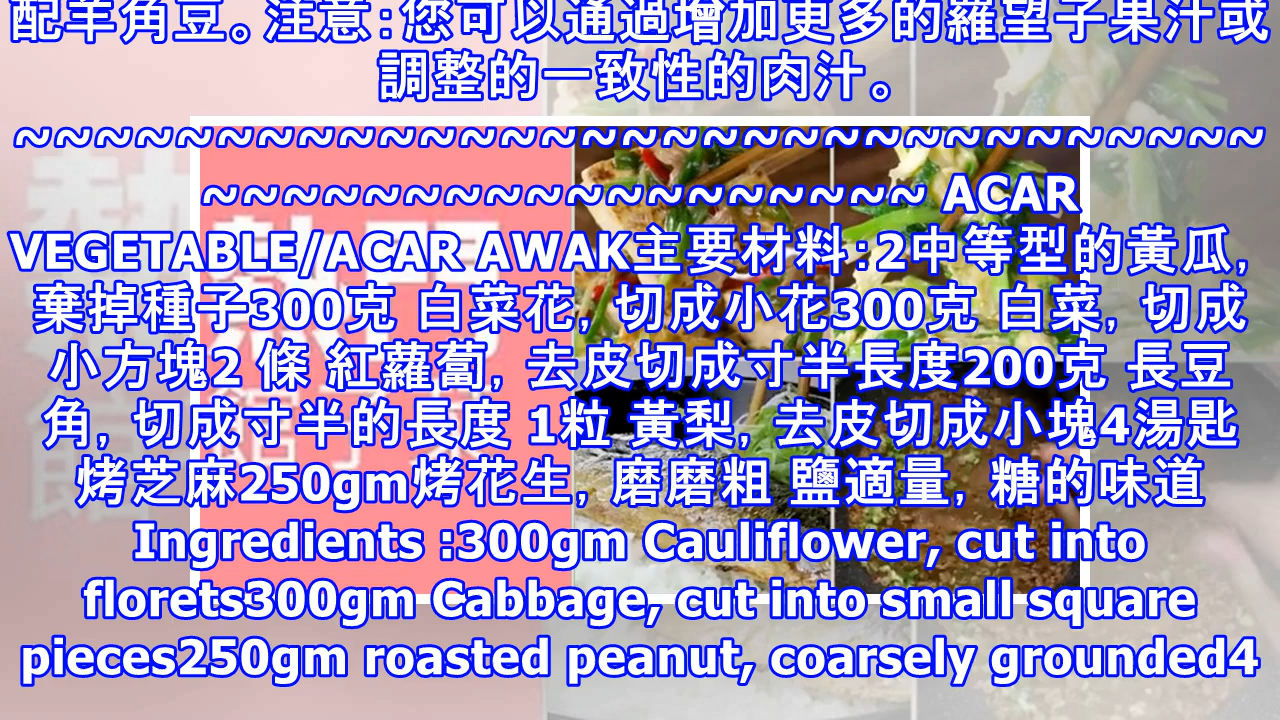 配羊角豆。注意：您可以通過增加更多的羅望子果汁或
調整的一致性的肉汁。
~~~~~~~~~~~~~~~~~~~~~~~~~~~~~~~
~~~~~~~~~~~~~~~~~~ ACAR
VEGETABLE/ACAR AWAK主要材料：2中等型的黃瓜，
棄掉種子300克 白菜花，切成小花300克 白菜，切成
小方塊2 條 紅蘿蔔，去皮切成寸半長度200克 長豆
角，切成寸半的長度 1粒 黃梨，去皮切成小塊4湯匙
烤芝麻250gm烤花生，磨磨粗 鹽適量，糖的味道
Ingredients :300gm Cauliflower, cut into
florets300gm Cabbage, cut into small square
pieces250gm roasted peanut, coarsely grounded4